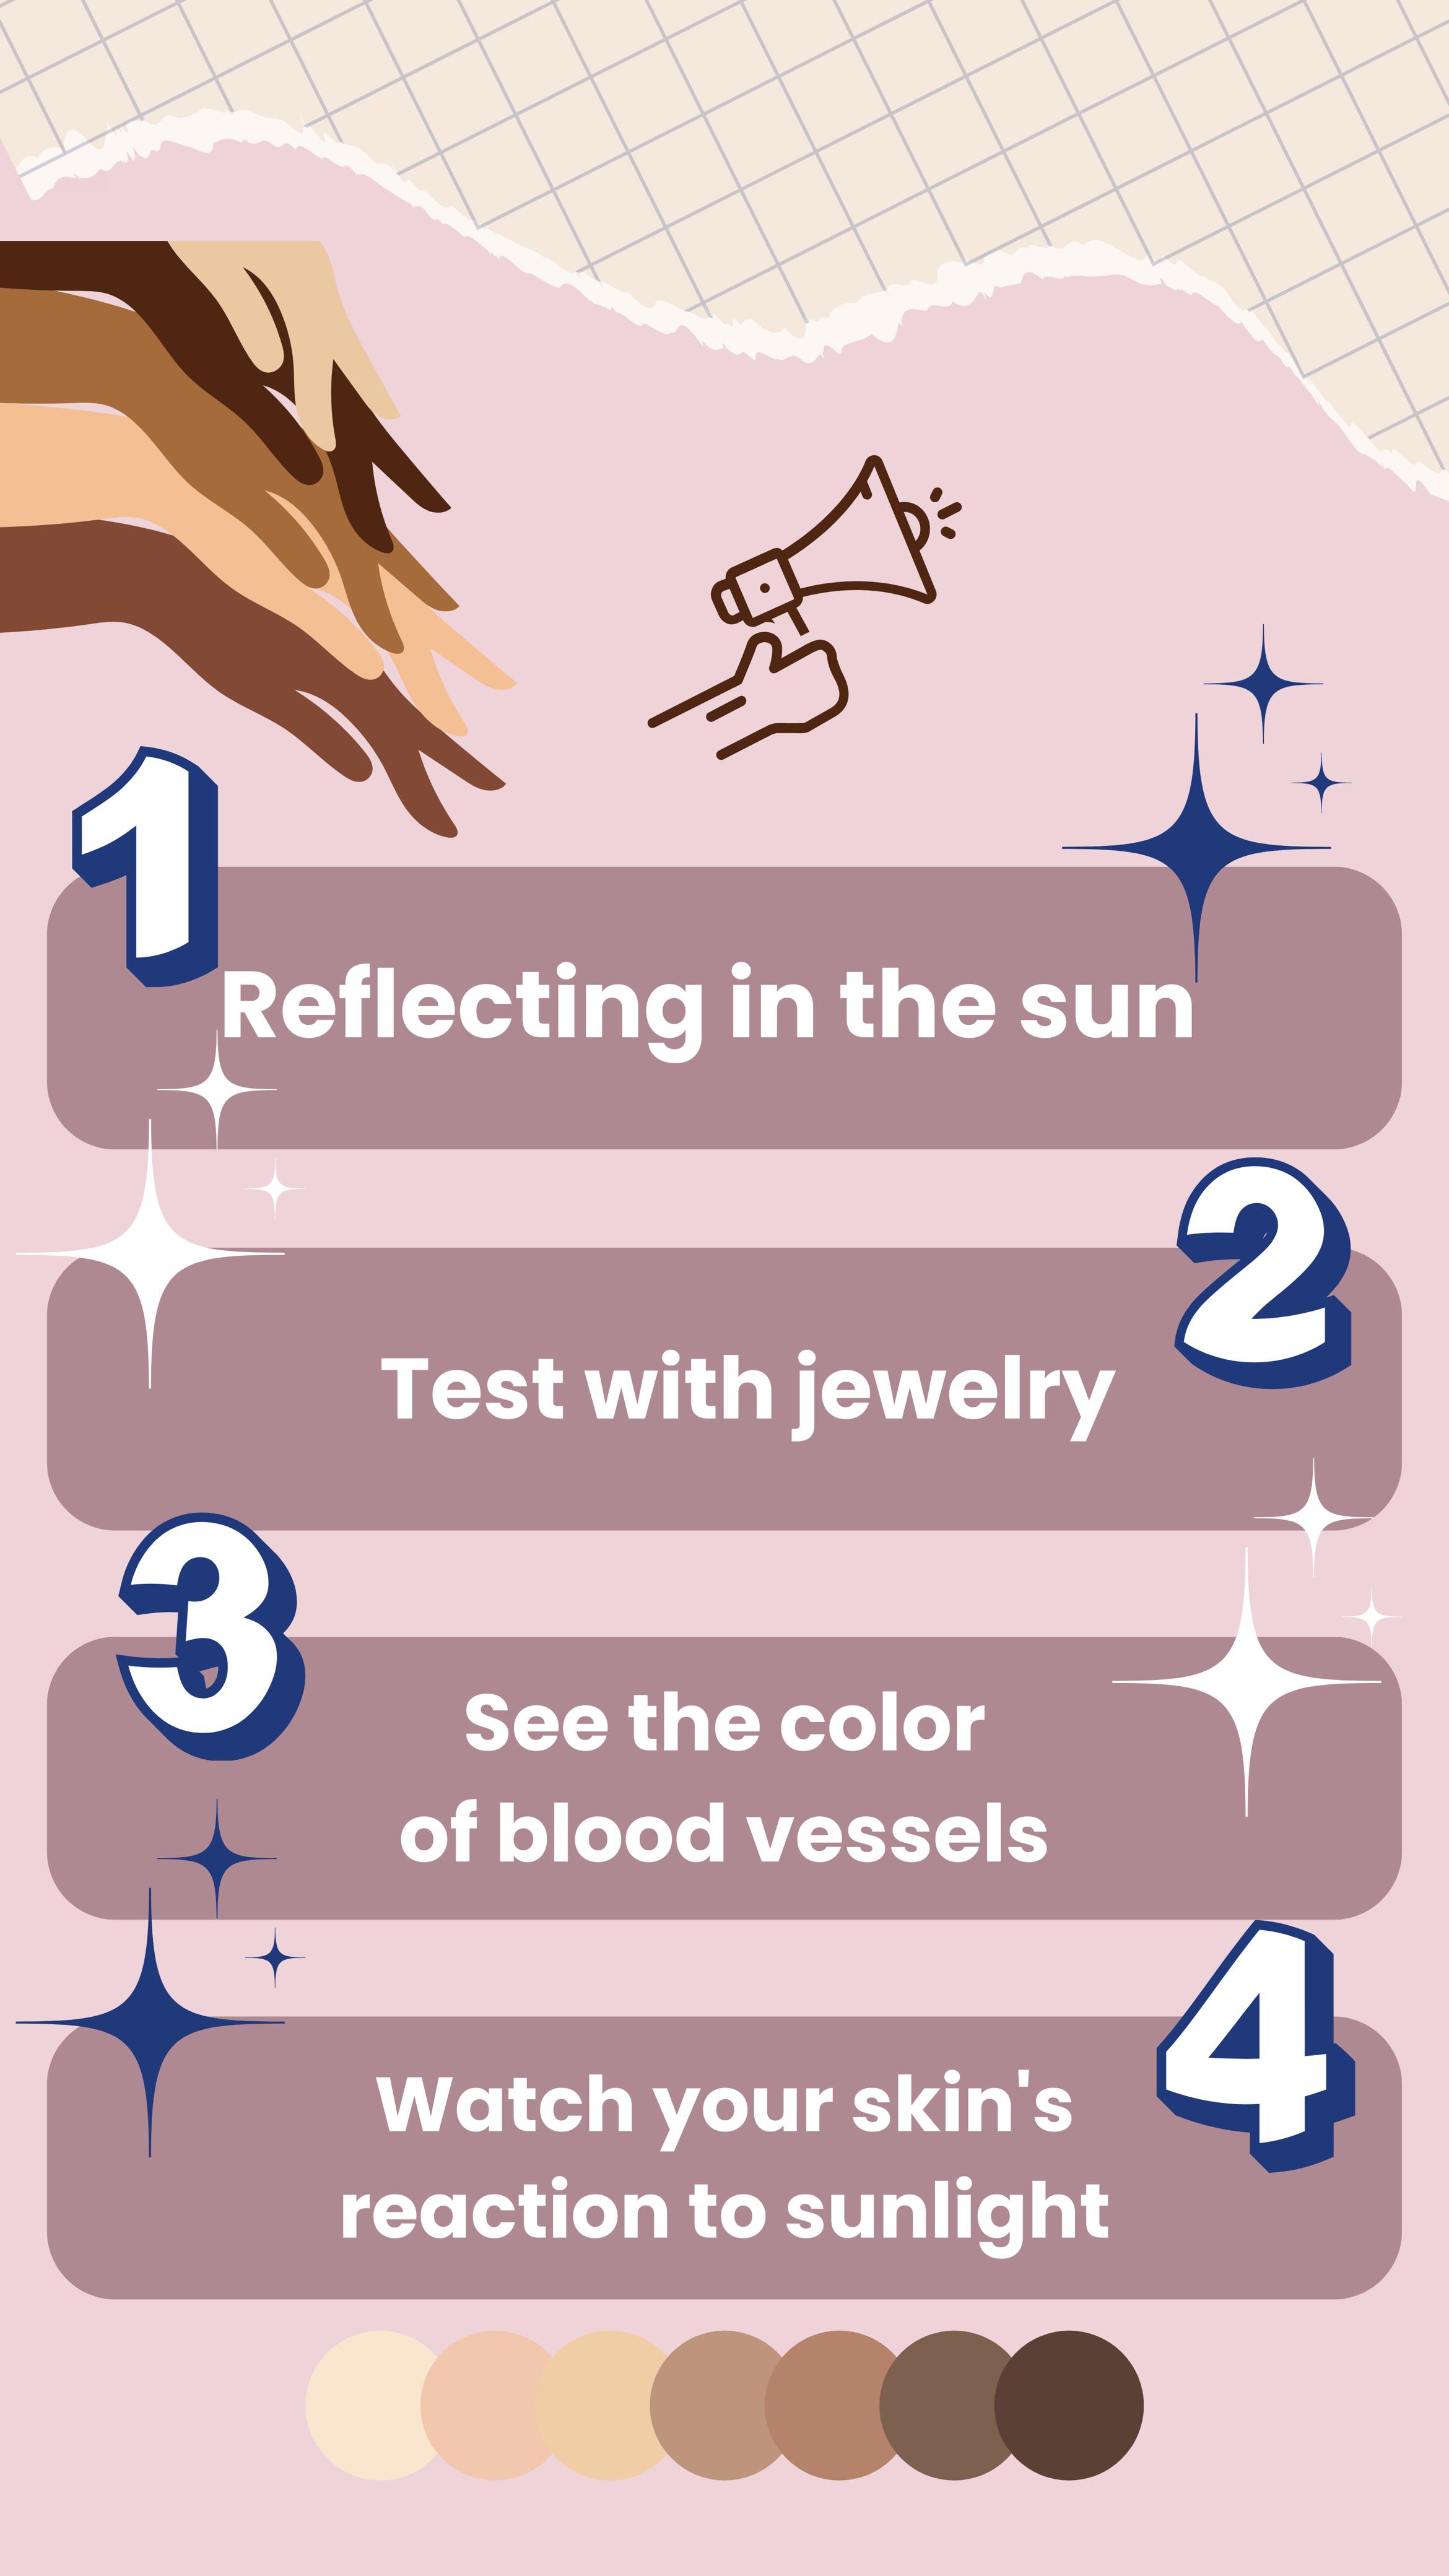 1
Reflecting in the sun
2
Test with jewelry
3
See the color
of blood vessels
4
Watch your skin's
reaction to sunlight